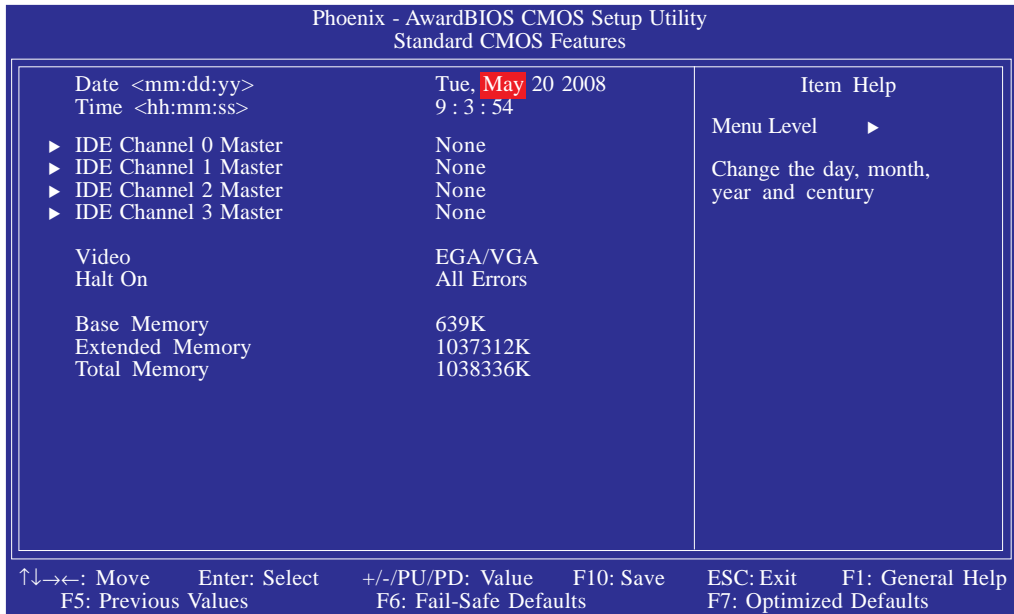 Phoenix - AwardBIOS CMOS Setup Utility
Standard CMOS Features
Date <mm:dd:yy> Tue, May 20 2008
Time <hh:mm:ss> 9 : 3 : 54
► IDE Channel 0 Master None
► IDE Channel 1 Master None
► IDE Channel 2 Master None
► IDE Channel 3 Master None
Video EGA/VGA
Halt On All Errors
Base Memory 639K
Extended Memory 1037312K
Total Memory 1038336K
Item Help
Menu Level ►
Change the day, month,
year and century
↑↓→←: Move Enter: Select +/-/PU/PD: Value F10: Save ESC: Exit F1: General Help
F5: Previous Values F6: Fail-Safe Defaults F7: Optimized Defaults